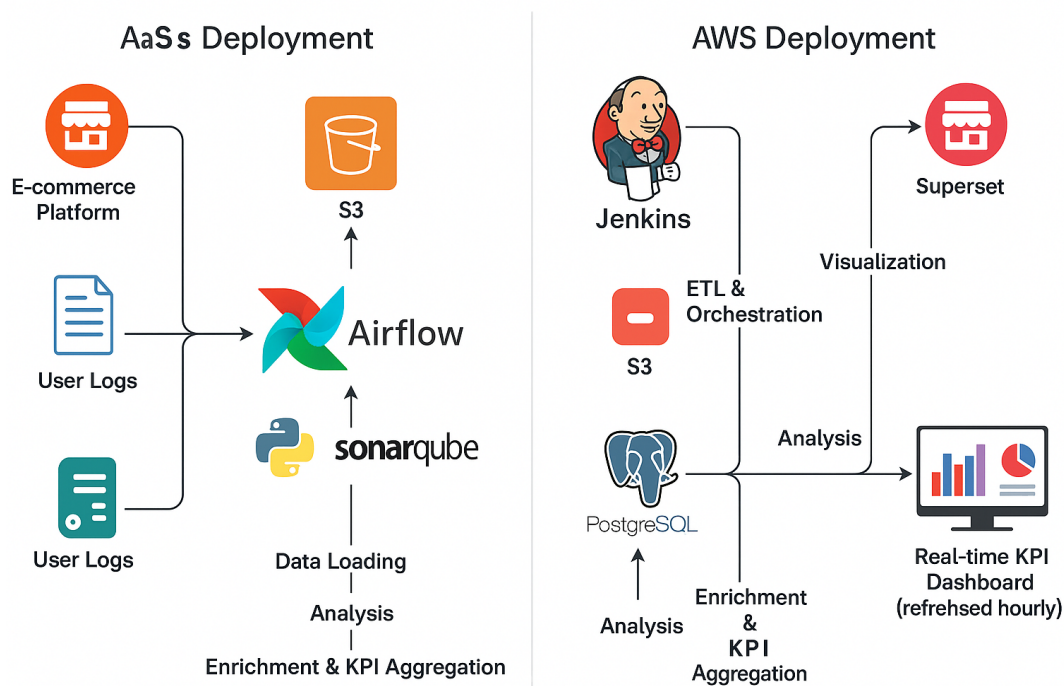 AaSs Deployment
E-commerce
Platform
S3
User Logs
Airflow
sonarqube
User Logs
Data Loading
Analysis
Enrichment & KPI Aggregation
AWS Deployment
Jenkins
Superset
Visualization
ETL &
Orchestration
S3
Analysis
PostgreSQL
Real-time KPI
Dashboard
(refrehsed hourly)
Analysis
Enrichment
&
KPI
Aggregation